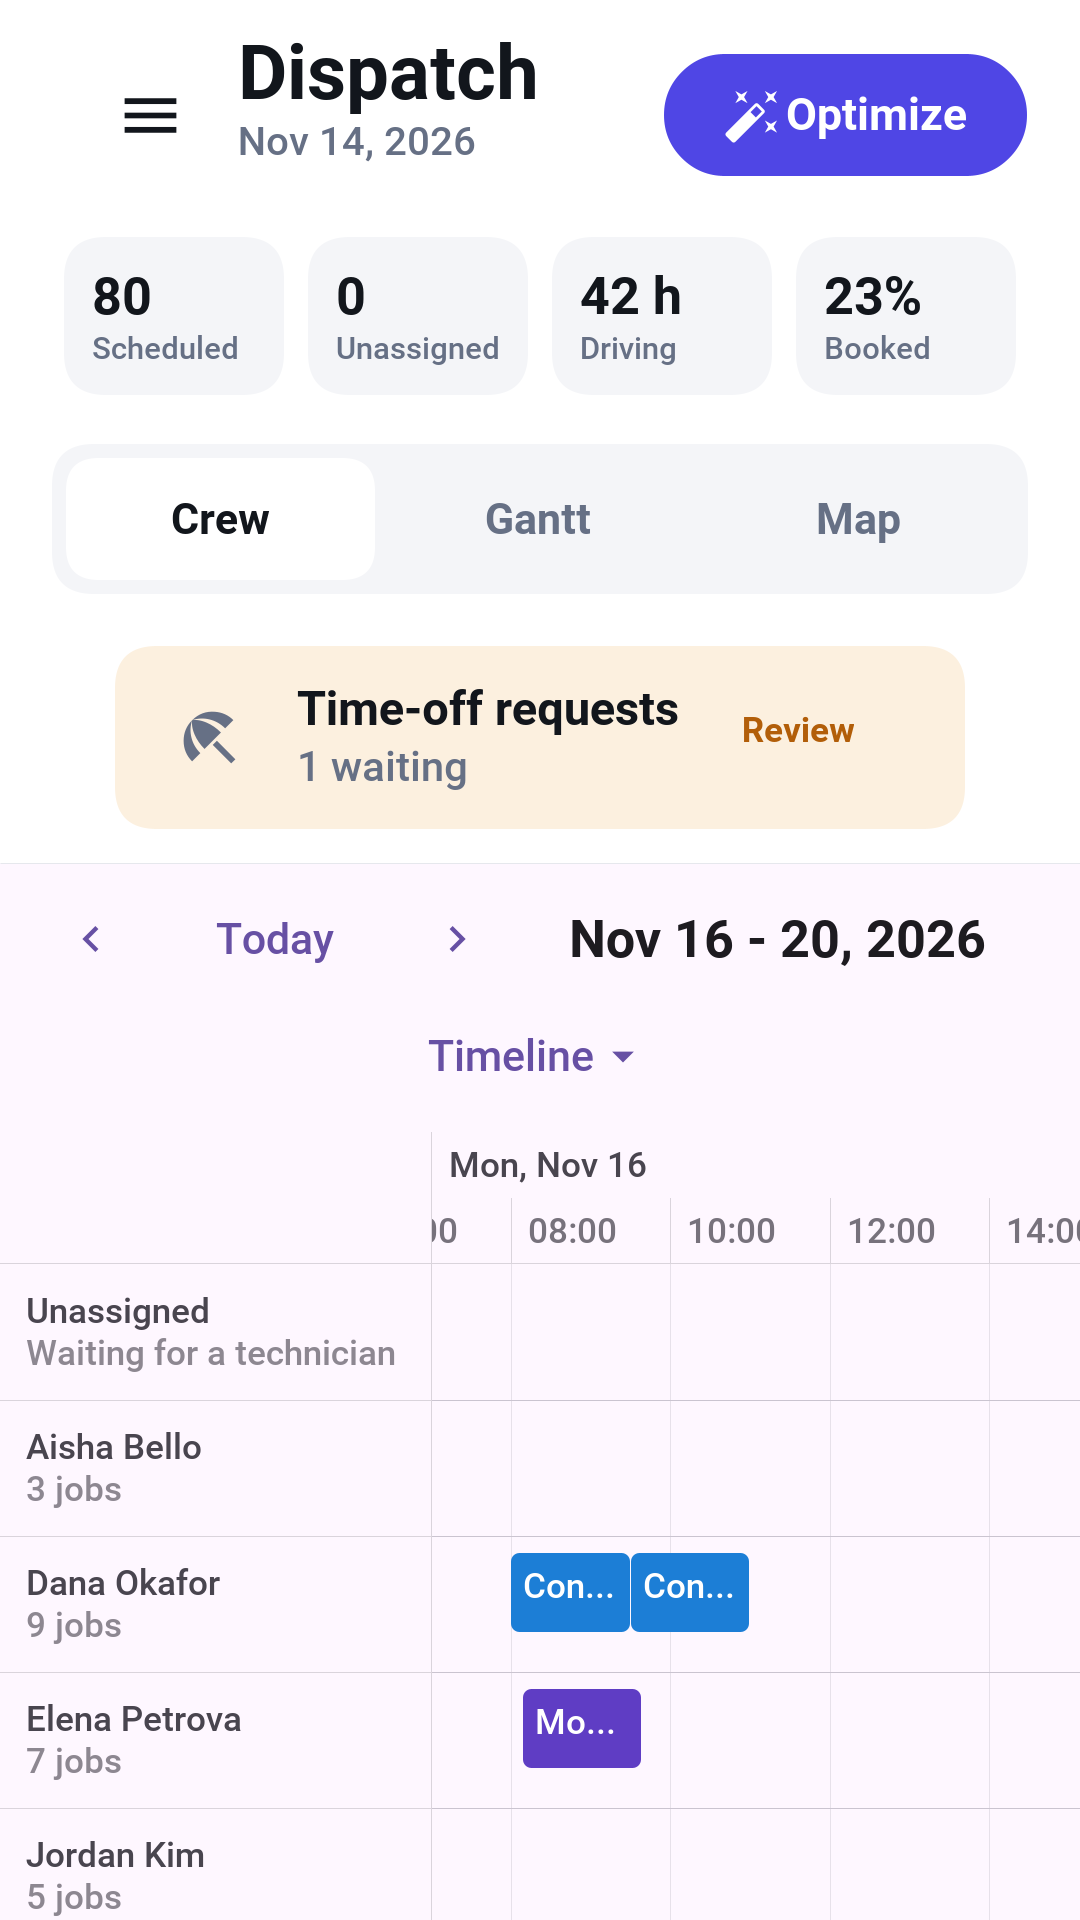 Dispatch
Nov 14, 2026
Optimize
80
Scheduled
0
Unassigned
42 h
Driving
23%
Booked
Crew
Gantt
Map
Time-off requests
1 waiting
Review
Today
Nov 16 - 20, 2026
Timeline
Mon, Nov 16
08:00 10:00 12:00
Unassigned
Waiting for a technician
Aisha Bello
3 jobs
Dana Okafor
9 jobs
Con... Con...
Elena Petrova
7 jobs
Mo...
Jordan Kim
5 jobs